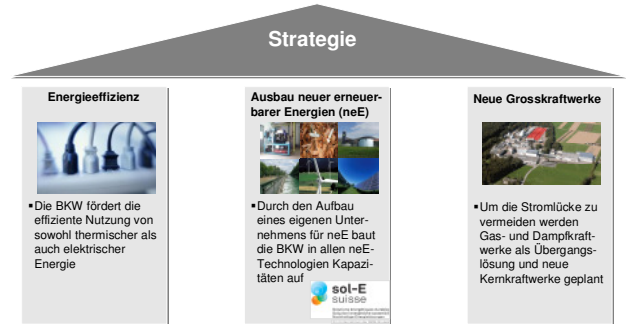 Strategie
Energieeffizienz
▪Die BKW fördert die
effiziente Nutzung von
sowohl thermischer als
auch elektrischer
Energie
Ausbau neuer erneuer-
barer Energien (neE)
▪Durch den Aufbau
eines eigenen Unter-
nehmens für neE baut
die BKW in allen neE-
Technologien Kapazi-
täten auf
sol-E
suisse
Neue Grosskraftwerke
▪Um die Stromlücke zu
vermeiden werden
Gas- und Dampfkraft-
werke als Übergangs-
lösung und neue
Kernkraftwerke geplant